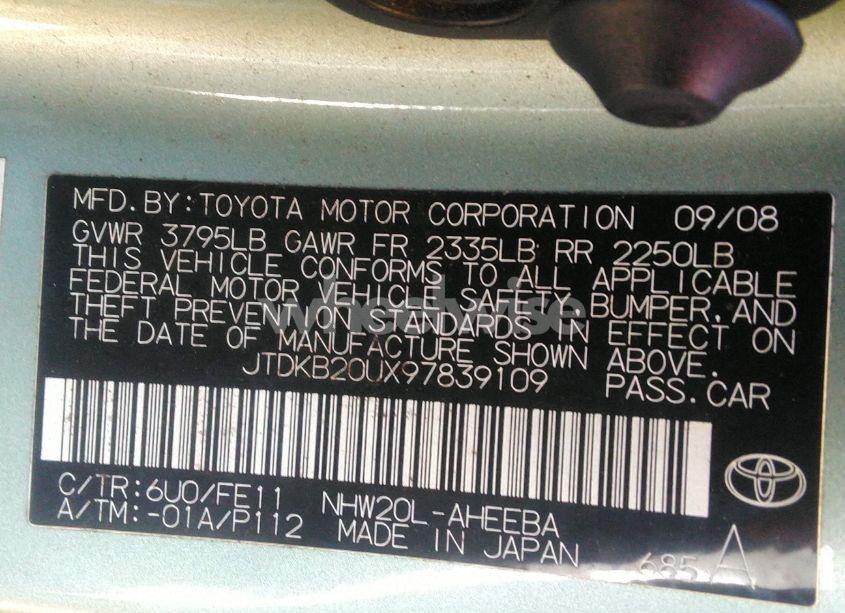 MFD.BY:TOYOTA MOTOR CORPORATION 09/08
GVWR 3795LB GAWR FR 2335LB RR 2250LB
THIS VEHICLE CONFORMS TO ALL APPLICABLE
FEDERAL MOTOR VEHICLE SAFETY, BUMPER, AND
THEFT PREVENTION STANDARDS IN EFFECT ON
THE DATE OF MANUFACTURE SHOWN ABOVE.
JTDKB20UX97839109 PASS.CAR
C/TR:6U0/FE11 NHW20L-AHEEBA
A/TM:-01A/P112 MADE IN JAPAN 685 A
wheelwise